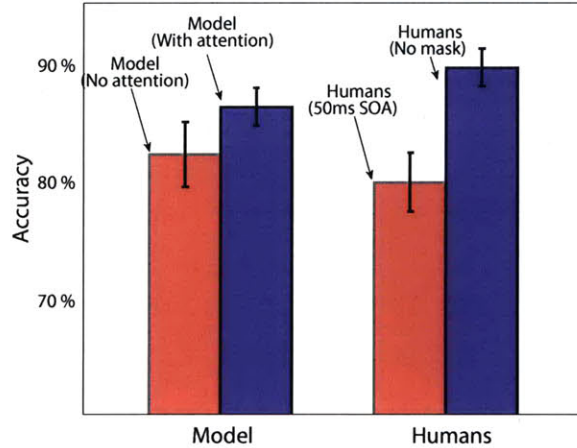 90 %
80 %
70 %
Accuracy
Model
(No attention)
Model
(With attention)
Humans
(50ms SOA)
Humans
(No mask)
Model
Humans